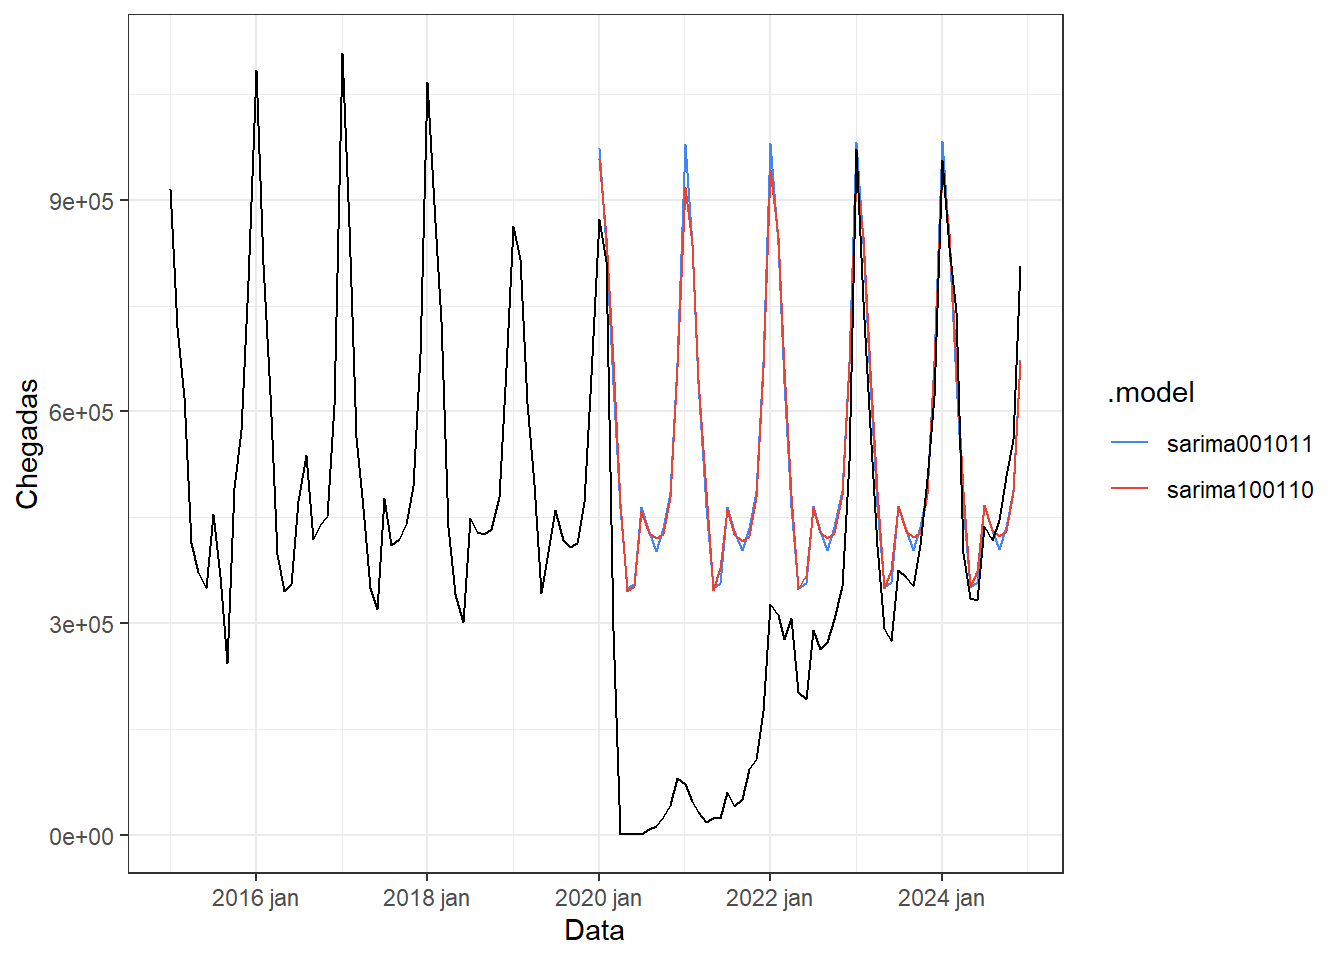 Chegadas
9e+05
6e+05
3e+05
0e+00
2016 jan
2018 jan
2020 jan
2022 jan
2024 jan
Data
.model
sarima001011
sarima100110